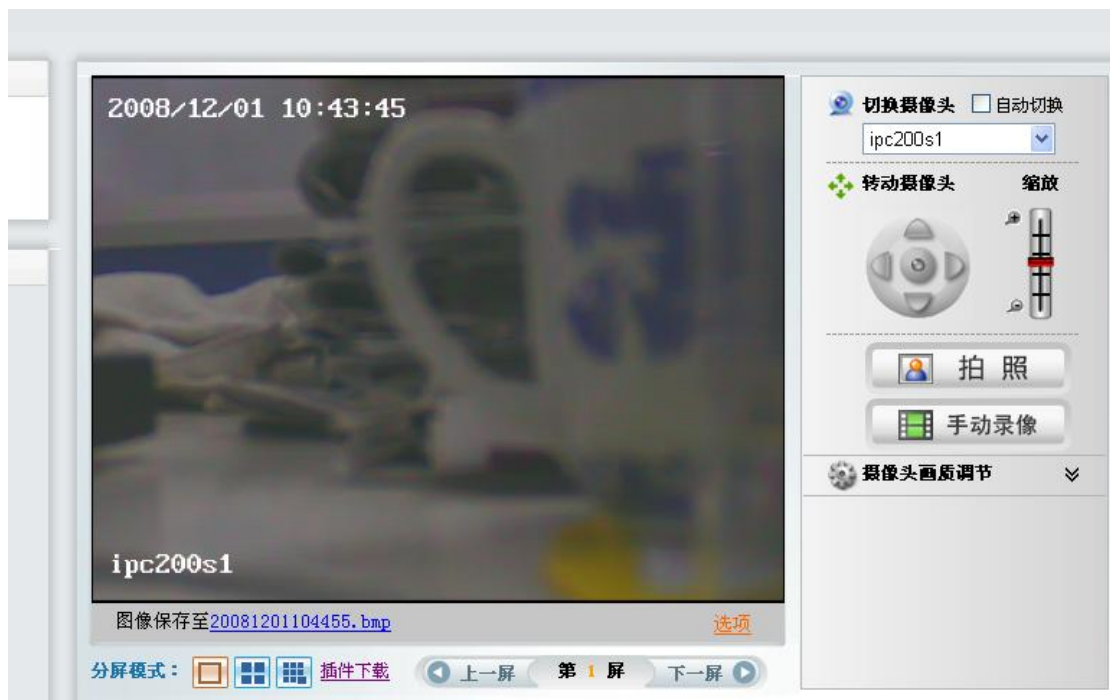 2008/12/01 10:43:45
ipc200s1
图像保存至20081201104455.bmp
选项
分屏模式：
插件下载
上一屏
第 1 屏
下一屏
切换摄像头
自动切换
ipc200s1
转动摄像头
缩放
拍 照
手动录像
摄像头画质调节